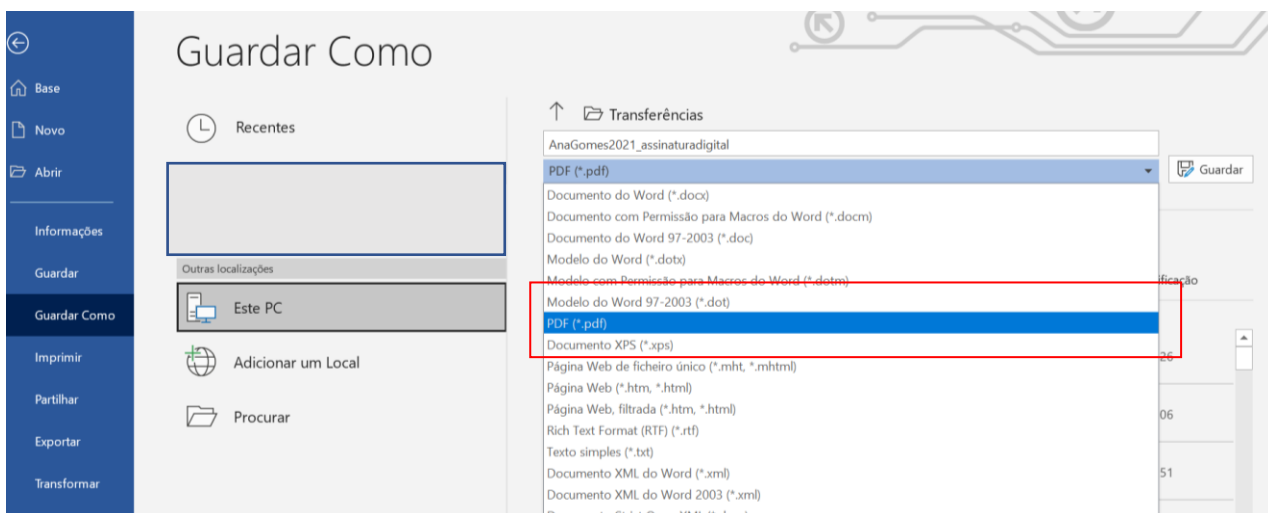 Guardar Como
Base
Novo
Abrir
Informações
Guardar
Guardar Como
Imprimir
Partilhar
Exportar
Transformar
Recentes
Outras localizações
Este PC
Adicionar um Local
Procurar
Transferências
AnaGomes2021_assinaturadigital
PDF (*.pdf)
Guardar
Documento do Word (*.docx)
Documento com Permissão para Macros do Word (*.docm)
Documento do Word 97-2003 (*.doc)
Modelo do Word (*.dotx)
Modelo com Permissão para Macros do Word (*.dotm)
ificação
Modelo do Word 97-2003 (*.dot)
PDF (*.pdf)
Documento XPS (*.xps)
26
Página Web de ficheiro único (*.mht, *.mhtml)
Página Web (*.htm, *.html)
Página Web, filtrada (*.htm, *.html)
06
Rich Text Format (RTF) (*.rtf)
Texto simples (*.txt)
Documento XML do Word (*.xml)
51
Documento XML do Word 2003 (*.xml)